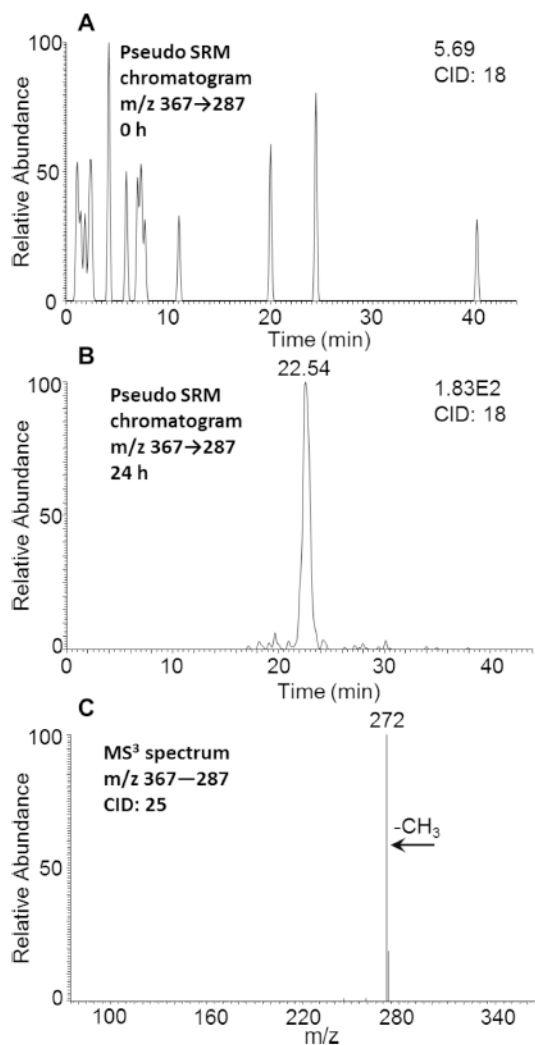 A
Pseudo SRM
chromatogram
m/z 367→287
0 h
5.69
CID: 18
Relative Abundance
100
50
0
0 10 20 30 40
Time (min)
B
22.54
Pseudo SRM
chromatogram
m/z 367→287
24 h
1.83E2
CID: 18
Relative Abundance
100
50
0
0 10 20 30 40
Time (min)
C
272
MS³ spectrum
m/z 367—287
CID: 25
-CH₃
Relative Abundance
100
50
0
100 160 220 280 340
m/z